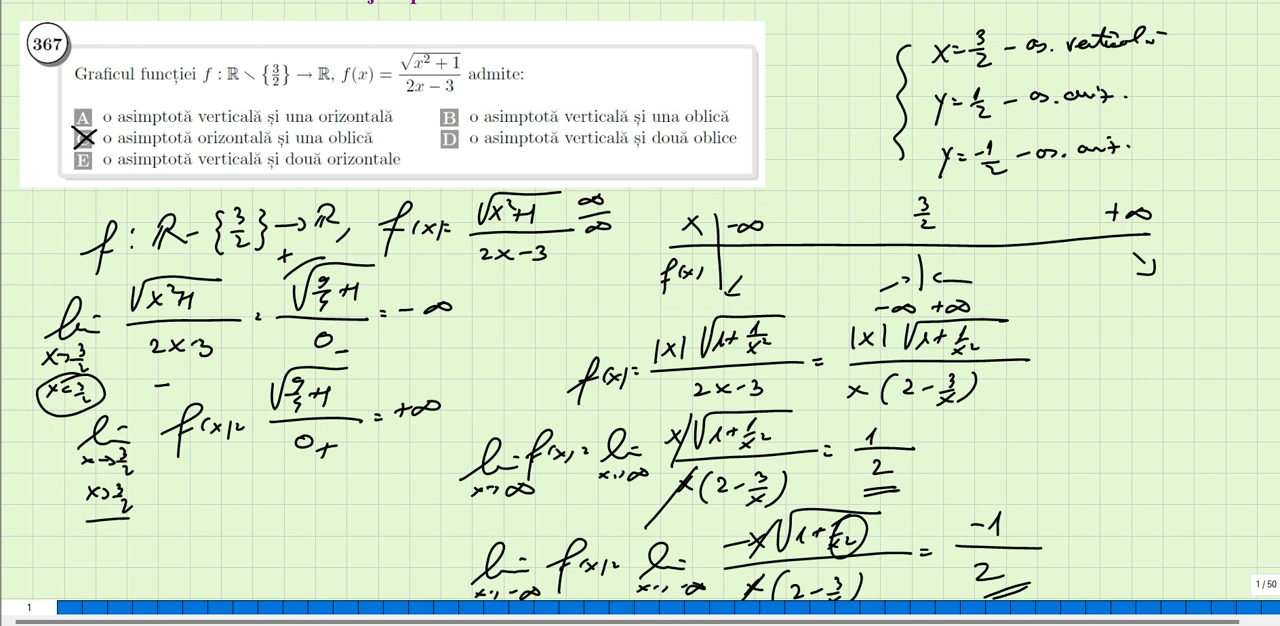 367
Graficul funcției f : ℝ ∖ {3/2} → ℝ, f(x) = √(x² + 1) / (2x − 3) admite:
A o asimptotă verticală și una orizontală
B o asimptotă verticală și una oblică
o asimptotă orizontală și una oblică
D o asimptotă verticală și două oblice
E o asimptotă verticală și două orizontale
x = 3/2 – as. verticală
y = 1/2 – as. oriz.
y = -1/2 – as. oriz.
f : ℝ - {3/2} → ℝ, f(x) = √(x²+1) / (2x-3) ∞/∞
x | -∞ 3/2 +∞
f(x) -∞ +∞
lim x→3/2 x<3/2 √(x²+1) / (2x-3) = √(9/4+1) / 0₋ = -∞
lim x→3/2 x>3/2 f(x) = √(9/4+1) / 0₊ = +∞
f(x) = |x|√(1+1/x²) / (2x-3) = |x|√(1+1/x²) / x(2-3/x)
lim x→∞ f(x) = lim x→∞ x√(1+1/x²) / x(2-3/x) = 1/2
lim x→-∞ f(x) = lim x→-∞ -x√(1+1/x²) / x(2-3/x) = -1/2
1
1 / 50